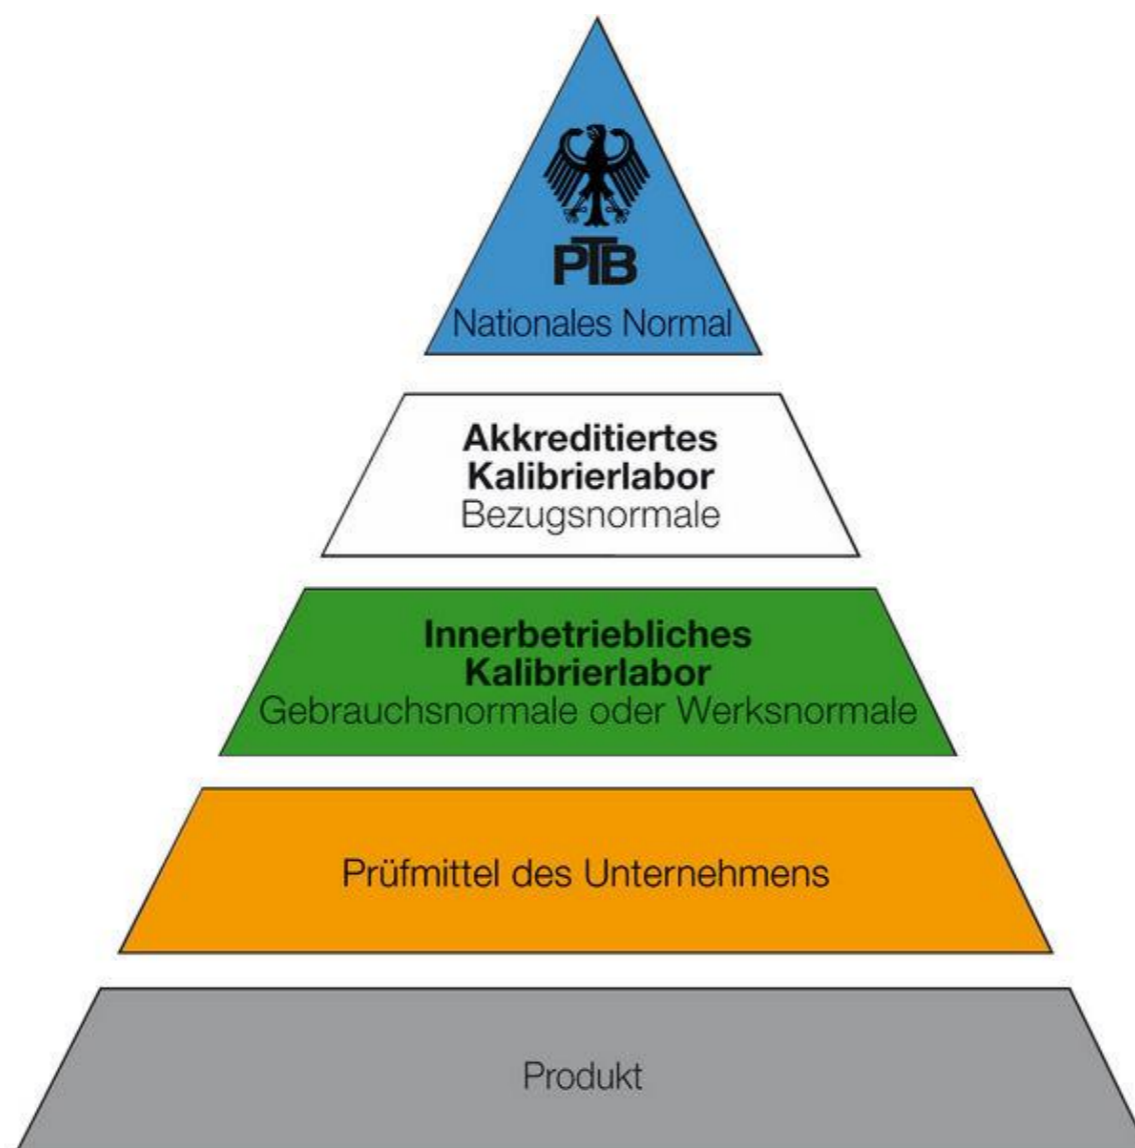 PTB
Nationales Normal
Akkreditiertes
Kalibrierlabor
Bezugsnormale
Innerbetriebliches
Kalibrierlabor
Gebrauchsnormale oder Werksnormale
Prüfmittel des Unternehmens
Produkt